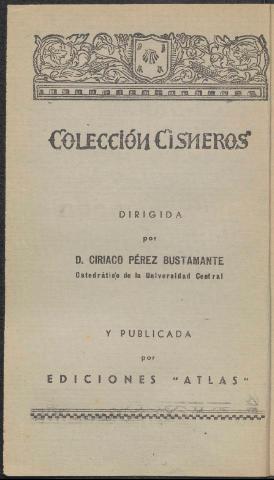 COLECCIÓN CISNEROS
DIRIGIDA
por
D. CIRIACO PÉREZ BUSTAMANTE
Catedrático de la Universidad Central
Y PUBLICADA
por
EDICIONES "ATLAS"